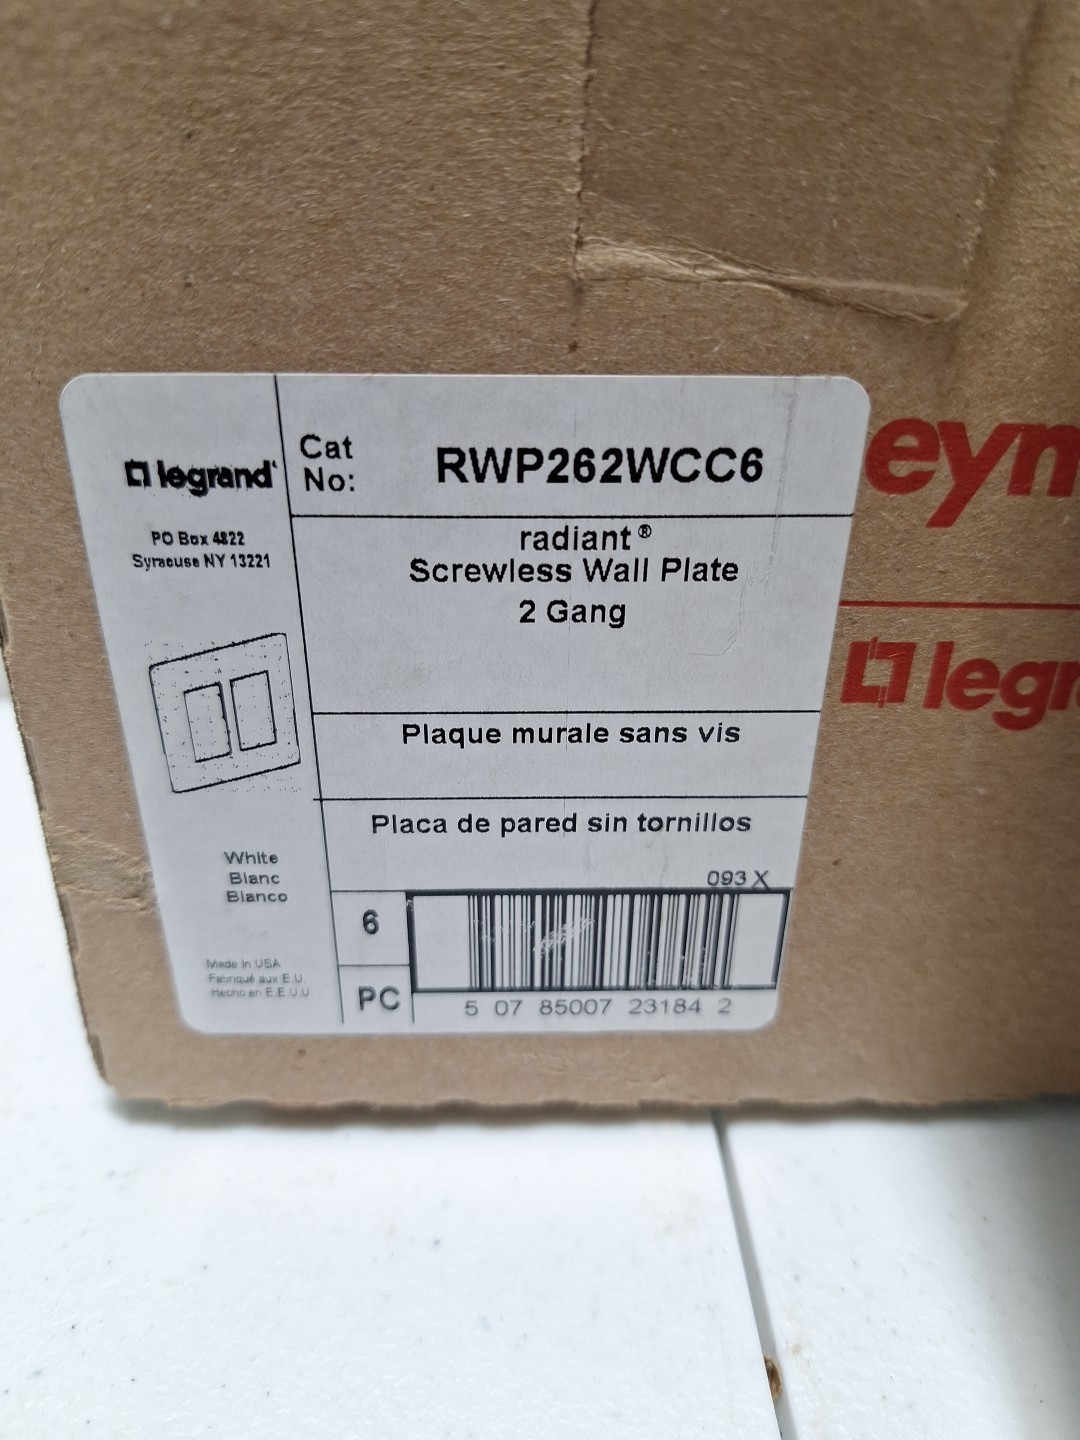 legrand
PO Box 4822
Syracuse NY 13221
Cat
No:
RWP262WCC6
radiant®
Screwless Wall Plate
2 Gang
Plaque murale sans vis
Placa de pared sin tornillos
White
Blanc
Blanco
Made in USA
Fabriqué aux E.U.
Hecho en E.E.U.U.
6
PC
093 X
5 07 85007 23184 2
eym
legr